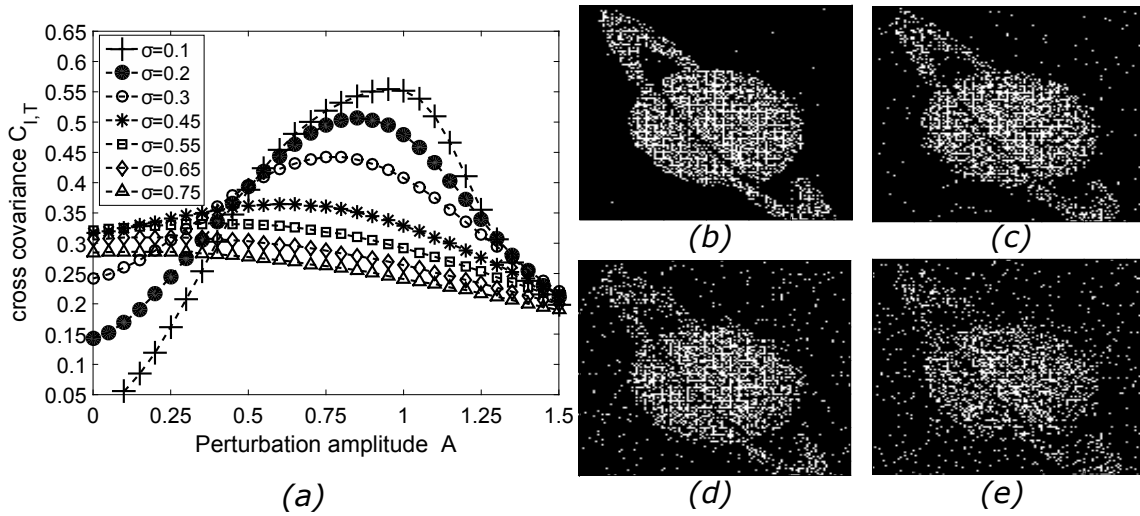 0.65
0.6
0.55
0.5
0.45
0.4
0.35
0.3
0.25
0.2
0.15
0.1
0.05
cross covariance C_{I,T}
σ=0.1
σ=0.2
σ=0.3
σ=0.45
σ=0.55
σ=0.65
σ=0.75
0 0.25 0.5 0.75 1 1.25 1.5
Perturbation amplitude A
(a)
(b)
(c)
(d)
(e)